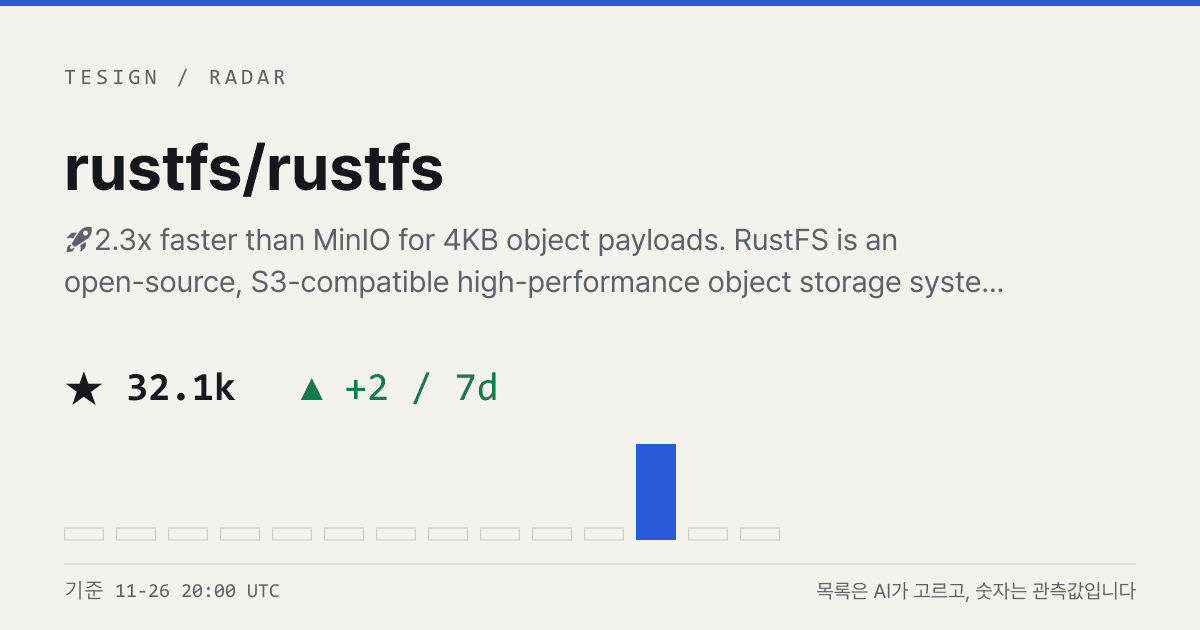 TESIGN / RADAR
rustfs/rustfs
🚀2.3x faster than MinIO for 4KB object payloads. RustFS is an
open-source, S3-compatible high-performance object storage syste…
★ 32.1k ▲ +2 / 7d
기준 11-26 20:00 UTC
목록은 AI가 고르고, 숫자는 관측값입니다